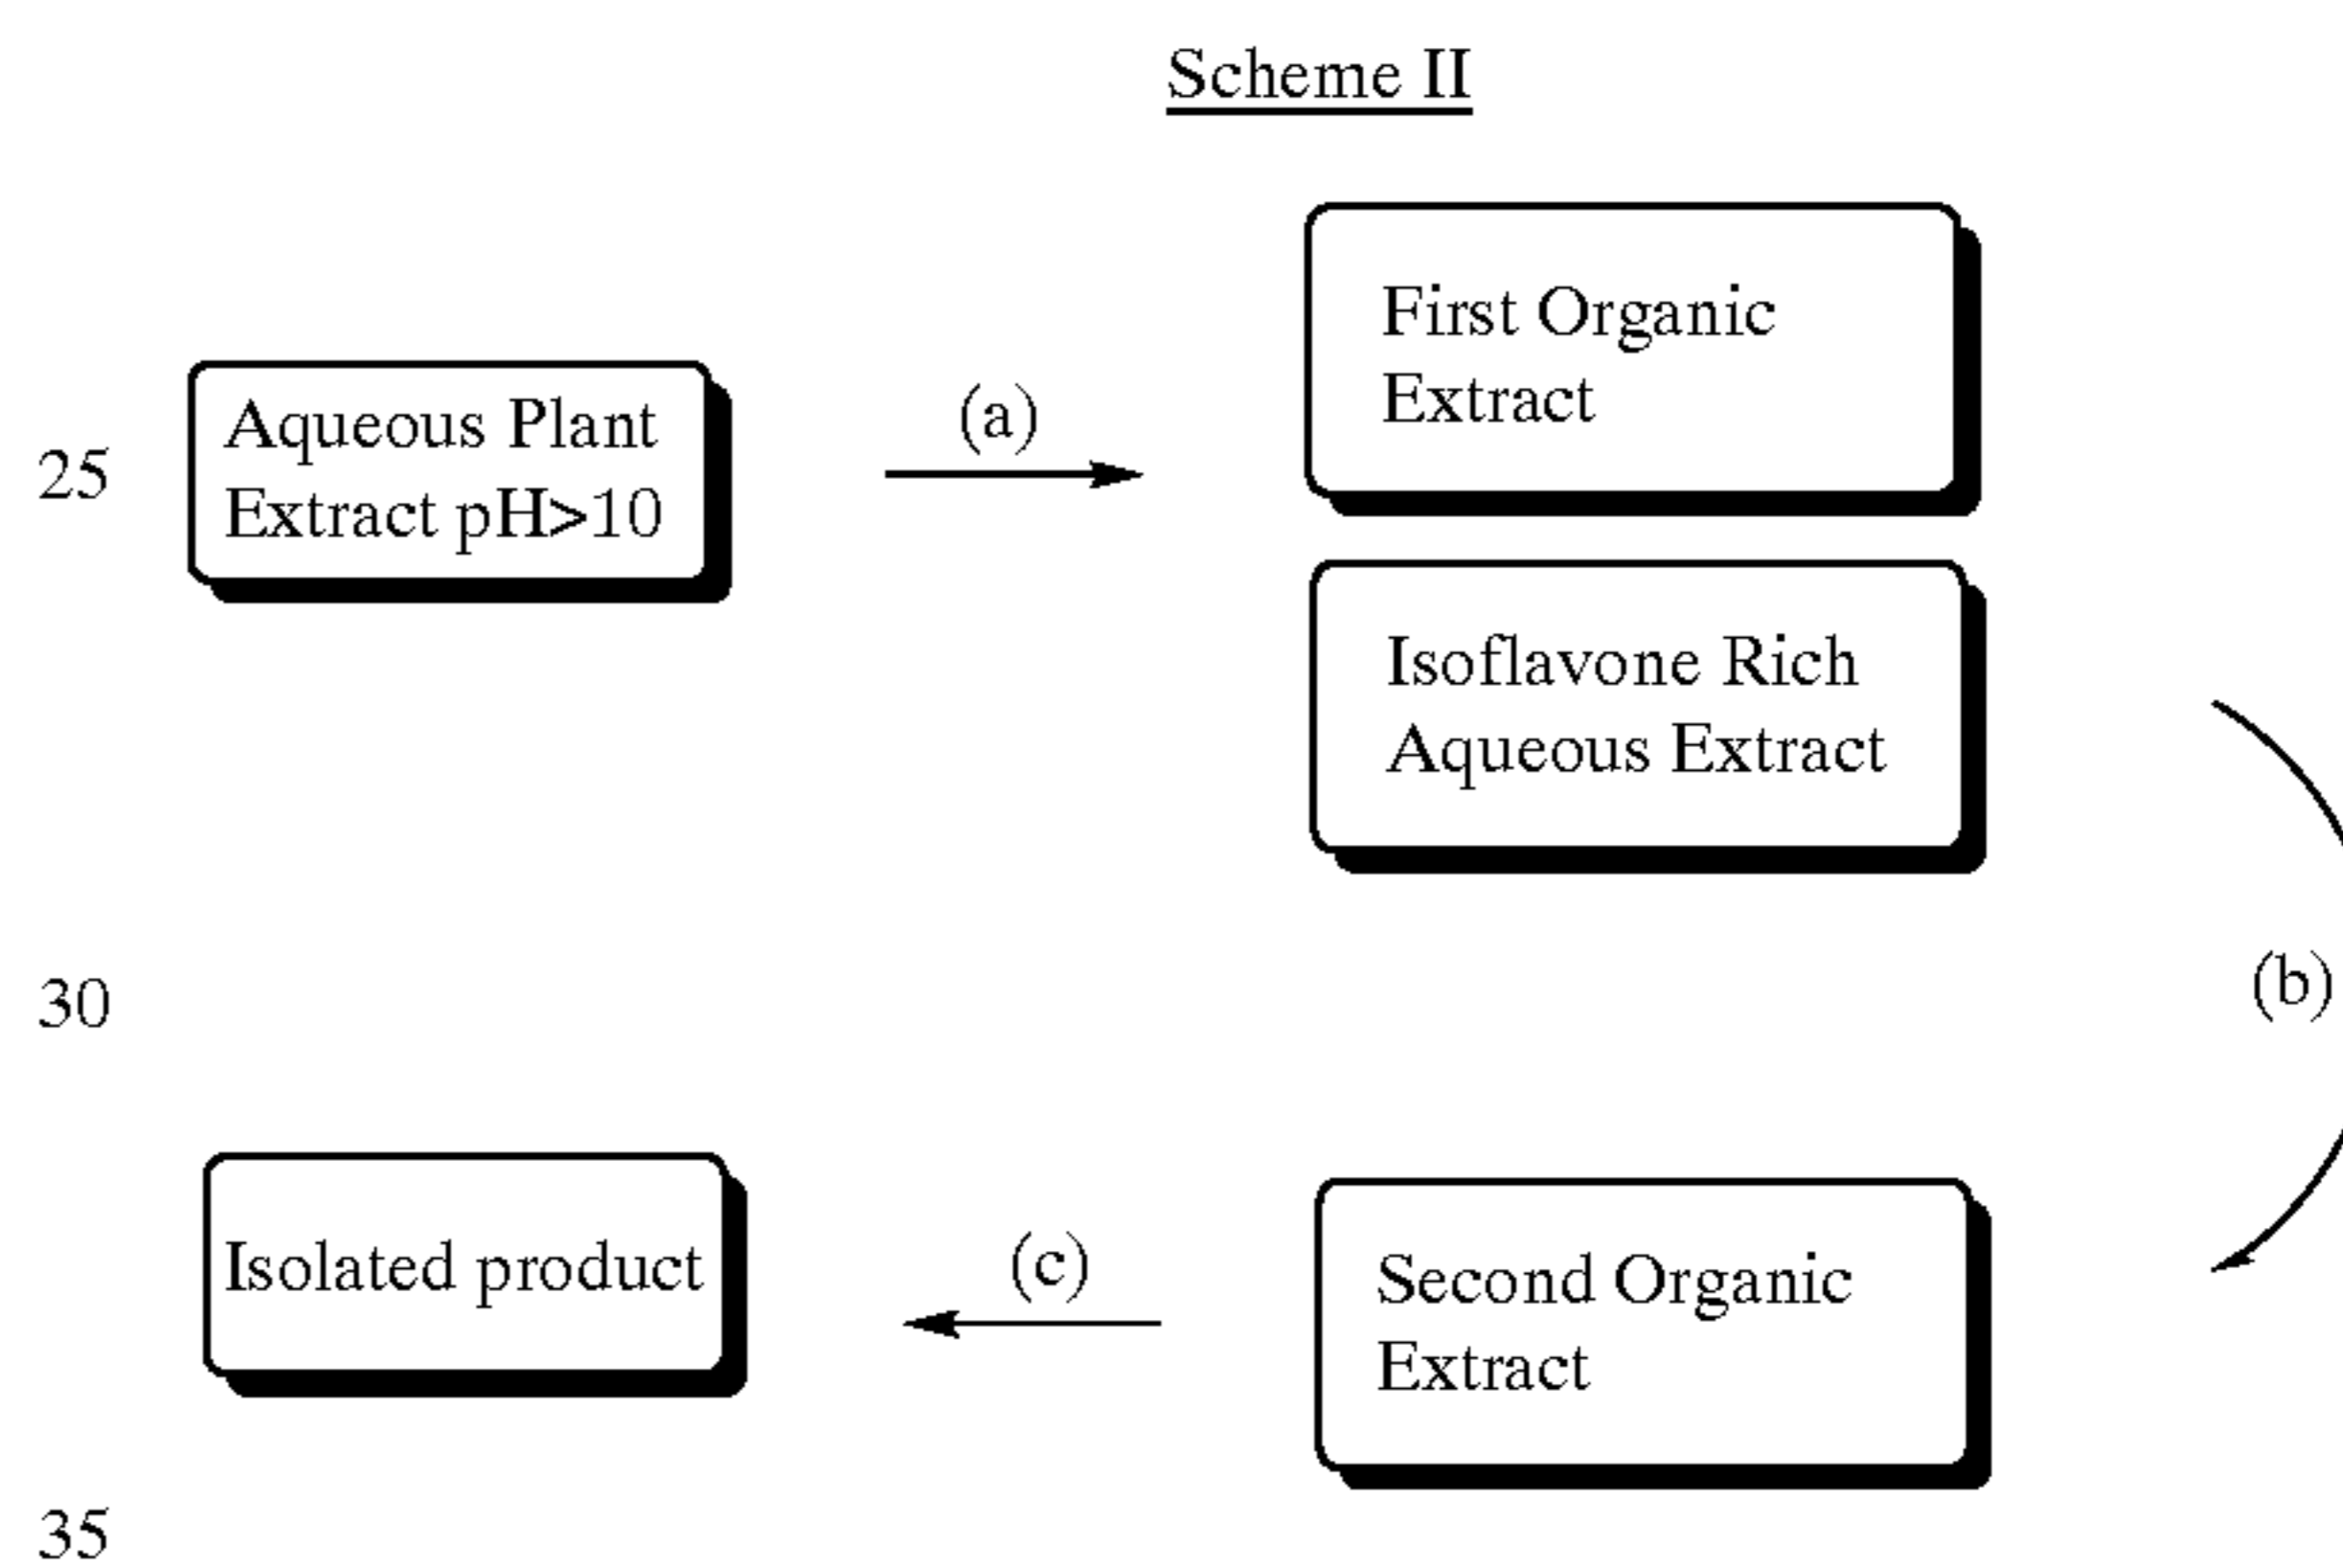 Scheme II
First Organic
Extract
Aqueous Plant
Extract pH>10
(a)
25
Isoflavone Rich
Aqueous Extract
30
(b)
Isolated product
(c)
Second Organic
Extract
35